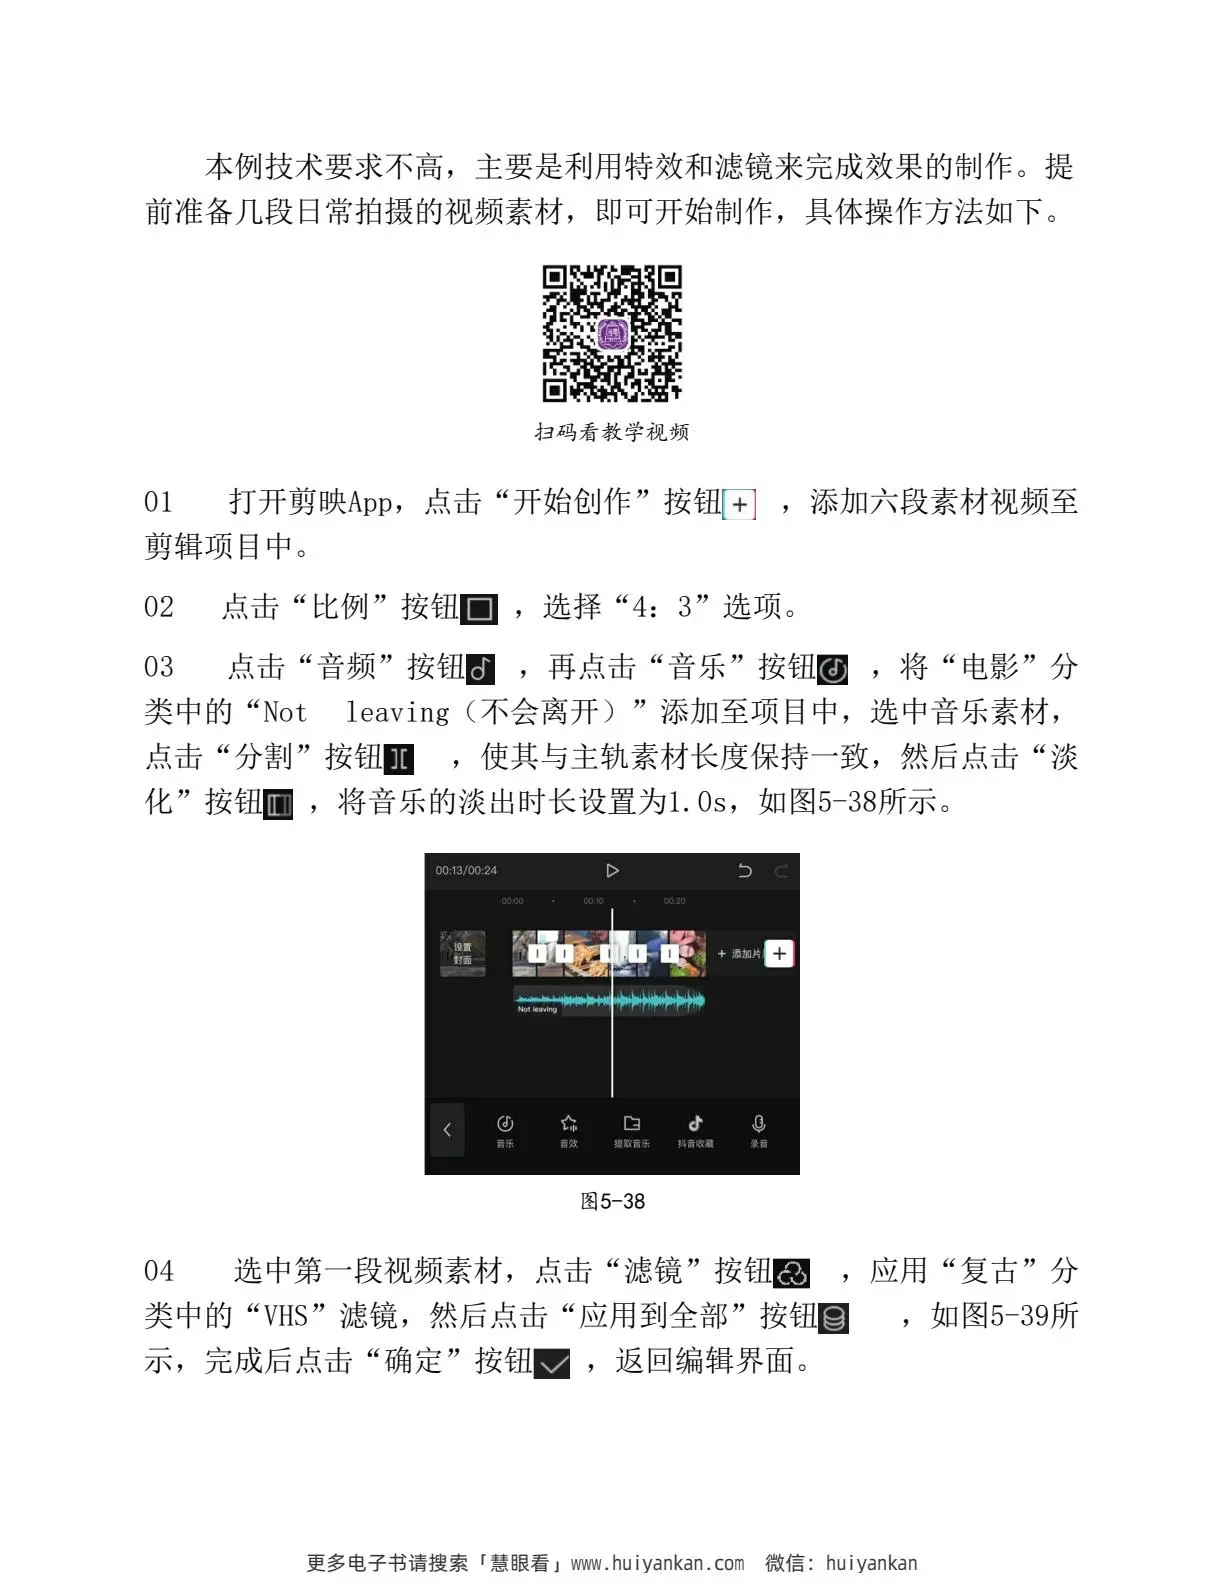 本例技术要求不高，主要是利用特效和滤镜来完成效果的制作。提
前准备几段日常拍摄的视频素材，即可开始制作，具体操作方法如下。
扫码看教学视频
01 打开剪映App，点击“开始创作”按钮 ，添加六段素材视频至
剪辑项目中。
02 点击“比例”按钮 ，选择“4：3”选项。
03 点击“音频”按钮 ，再点击“音乐”按钮 ，将“电影”分
类中的“Not leaving（不会离开）”添加至项目中，选中音乐素材，
点击“分割”按钮 ，使其与主轨素材长度保持一致，然后点击“淡
化”按钮 ，将音乐的淡出时长设置为1.0s，如图5-38所示。
00:13/00:24
00:00 00:10 00:20
设置
封面
+ 添加片
Not leaving
音乐 音效 提取音乐 抖音收藏 录音
图5-38
04 选中第一段视频素材，点击“滤镜”按钮 ，应用“复古”分
类中的“VHS”滤镜，然后点击“应用到全部”按钮 ，如图5-39所
示，完成后点击“确定”按钮 ，返回编辑界面。
更多电子书请搜索「慧眼看」www.huiyankan.com 微信：huiyankan